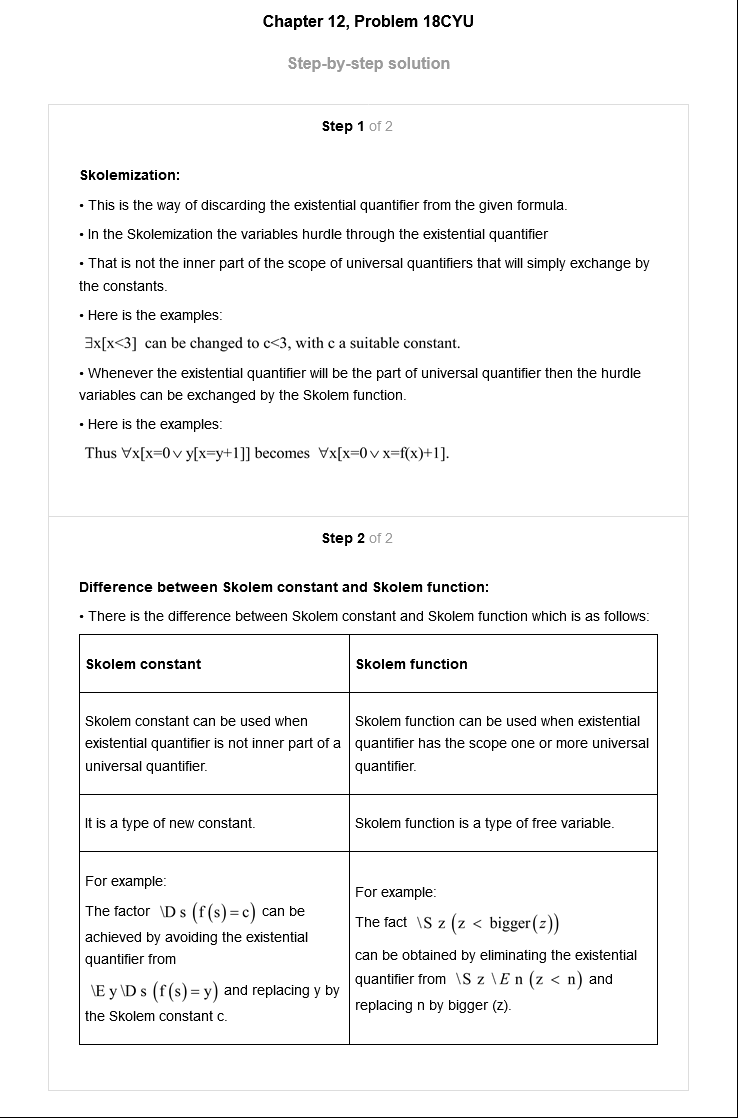 Chapter 12, Problem 18CYU
Step-by-step solution
Step 1 of 2
Skolemization:
• This is the way of discarding the existential quantifier from the given formula.
• In the Skolemization the variables hurdle through the existential quantifier
• That is not the inner part of the scope of universal quantifiers that will simply exchange by
the constants.
• Here is the examples:
∃x[x<3] can be changed to c<3, with c a suitable constant.
• Whenever the existential quantifier will be the part of universal quantifier then the hurdle
variables can be exchanged by the Skolem function.
• Here is the examples:
Thus ∀x[x=0∨y[x=y+1]] becomes ∀x[x=0∨x=f(x)+1].
Step 2 of 2
Difference between Skolem constant and Skolem function:
• There is the difference between Skolem constant and Skolem function which is as follows:
Skolem constant
Skolem function
Skolem constant can be used when
existential quantifier is not inner part of a
universal quantifier.
Skolem function can be used when existential
quantifier has the scope one or more universal
quantifier.
It is a type of new constant.
Skolem function is a type of free variable.
For example:
The factor \D s (f(s)=c) can be
achieved by avoiding the existential
quantifier from
\E y\D s (f(s)=y) and replacing y by
the Skolem constant c.
For example:
The fact \S z (z < bigger(z))
can be obtained by eliminating the existential
quantifier from \S z \E n (z < n) and
replacing n by bigger (z).